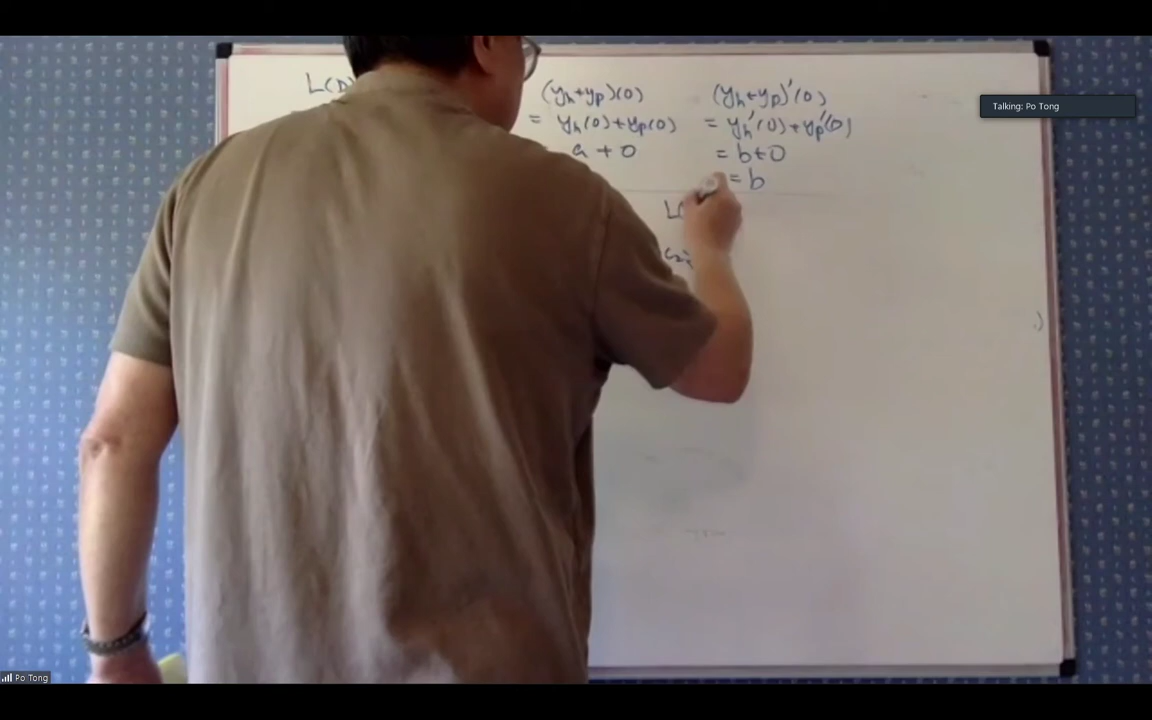 L(D)
(y_h+y_p)(0)
= y_h(0)+y_p(0)
a + 0
(y_h+y_p)'(0)
= y_h'(0)+y_p'(0)
= b+0
= b
L(
Talking: Po Tong
Po Tong